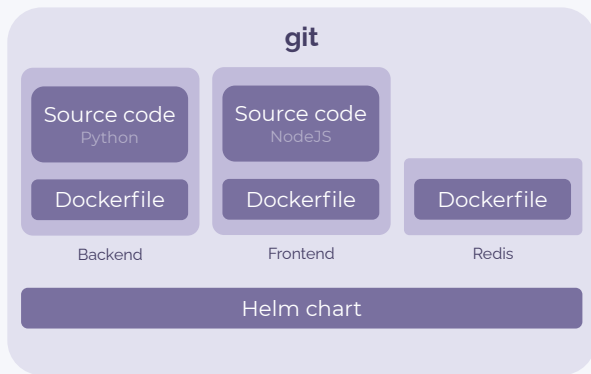 git
Source code
Python
Dockerfile
Backend
Source code
NodeJS
Dockerfile
Frontend
Dockerfile
Redis
Helm chart